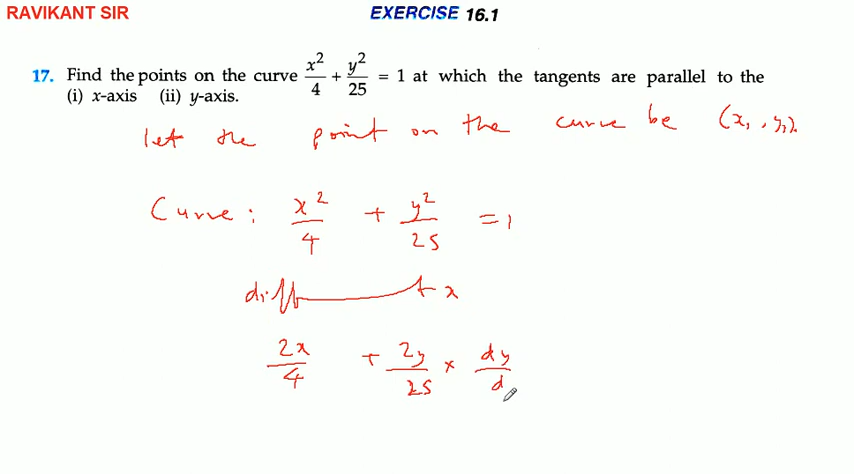 RAVIKANT SIR EXERCISE 16.1
17. Find the points on the curve x²/4 + y²/25 = 1 at which the tangents are parallel to the
(i) x-axis (ii) y-axis.
let the point on the curve be (x₁, y₁).
Curve: x²/4 + y²/25 = 1
diff t x
2x/4 + 2y/25 × dy/d